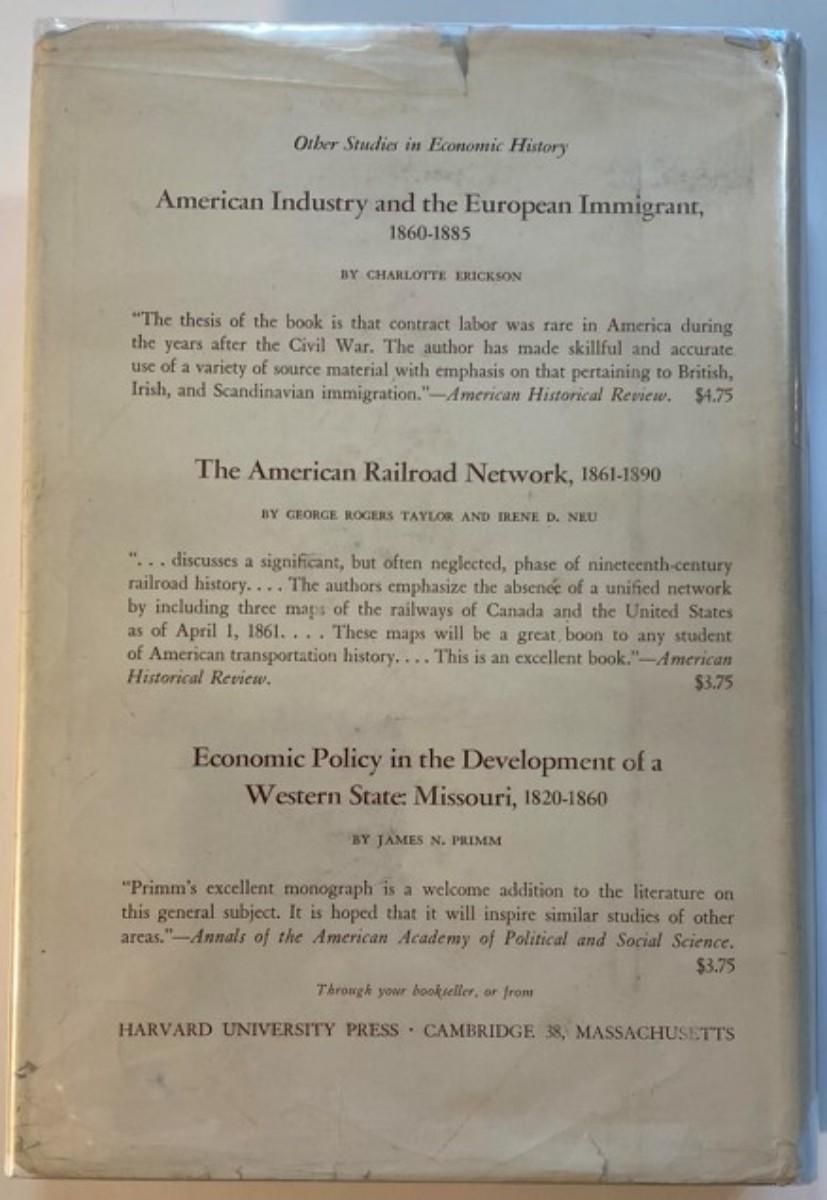 Other Studies in Economic History
American Industry and the European Immigrant,
1860-1885
BY CHARLOTTE ERICKSON
"The thesis of the book is that contract labor was rare in America during
the years after the Civil War. The author has made skillful and accurate
use of a variety of source material with emphasis on that pertaining to British,
Irish, and Scandinavian immigration."—American Historical Review. $4.75
The American Railroad Network, 1861-1890
BY GEORGE ROGERS TAYLOR AND IRENE D. NEU
". . . discusses a significant, but often neglected, phase of nineteenth-century
railroad history. . . . The authors emphasize the absence of a unified network
by including three maps of the railways of Canada and the United States
as of April 1, 1861. . . . These maps will be a great boon to any student
of American transportation history. . . . This is an excellent book."—American
Historical Review. $3.75
Economic Policy in the Development of a
Western State: Missouri, 1820-1860
BY JAMES N. PRIMM
"Primm's excellent monograph is a welcome addition to the literature on
this general subject. It is hoped that it will inspire similar studies of other
areas."—Annals of the American Academy of Political and Social Science.
$3.75
Through your bookseller, or from
HARVARD UNIVERSITY PRESS · CAMBRIDGE 38, MASSACHUSETTS